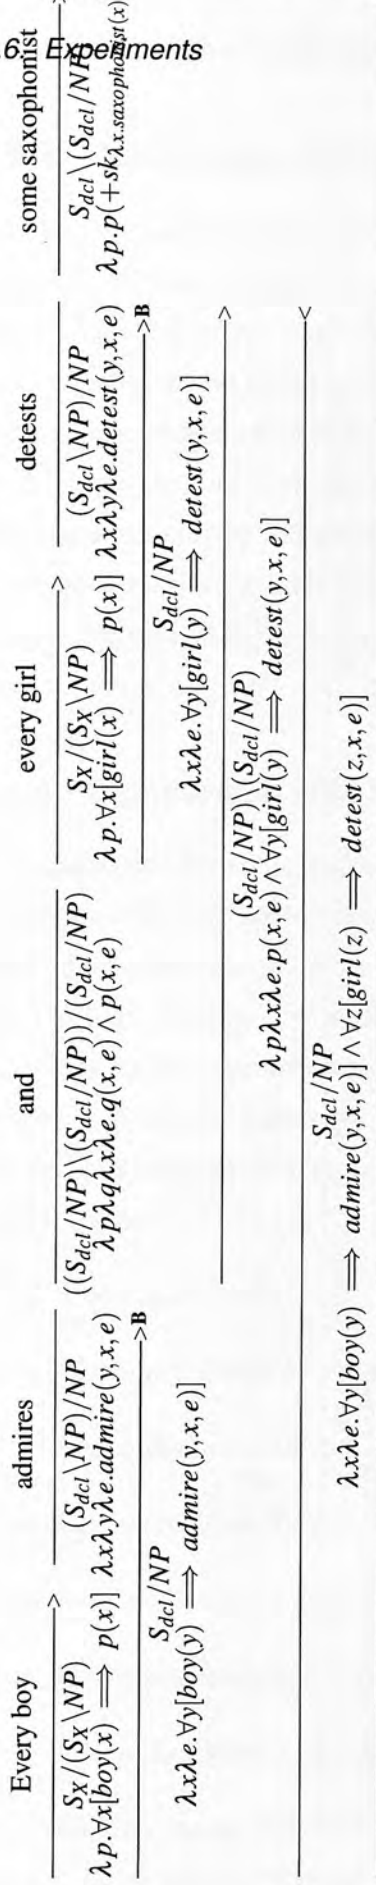 .6. Experiments
Every boy admires and every girl detests some saxophonist
S_X/(S_X\NP) > (S_dcl\NP)/NP ((S_dcl/NP)\(S_dcl/NP))/(S_dcl/NP) S_X/(S_X\NP) > (S_dcl\NP)/NP S_dcl\(S_dcl/NP)
λp.∀x[boy(x) ⟹ p(x)] λxλyλe.admire(y,x,e) λpλqλxλe.q(x,e) ∧ p(x,e) λp.∀x[girl(x) ⟹ p(x)] λxλyλe.detest(y,x,e) λp.p(+sk_λx.saxophonist(x)
>B >B
S_dcl/NP S_dcl/NP
λxλe.∀y[boy(y) ⟹ admire(y,x,e)] λxλe.∀y[girl(y) ⟹ detest(y,x,e)]
>
(S_dcl/NP)\(S_dcl/NP)
λpλxλe.p(x,e) ∧ ∀y[girl(y) ⟹ detest(y,x,e)]
<
S_dcl/NP
λxλe.∀y[boy(y) ⟹ admire(y,x,e)] ∧ ∀z[girl(z) ⟹ detest(z,x,e)]